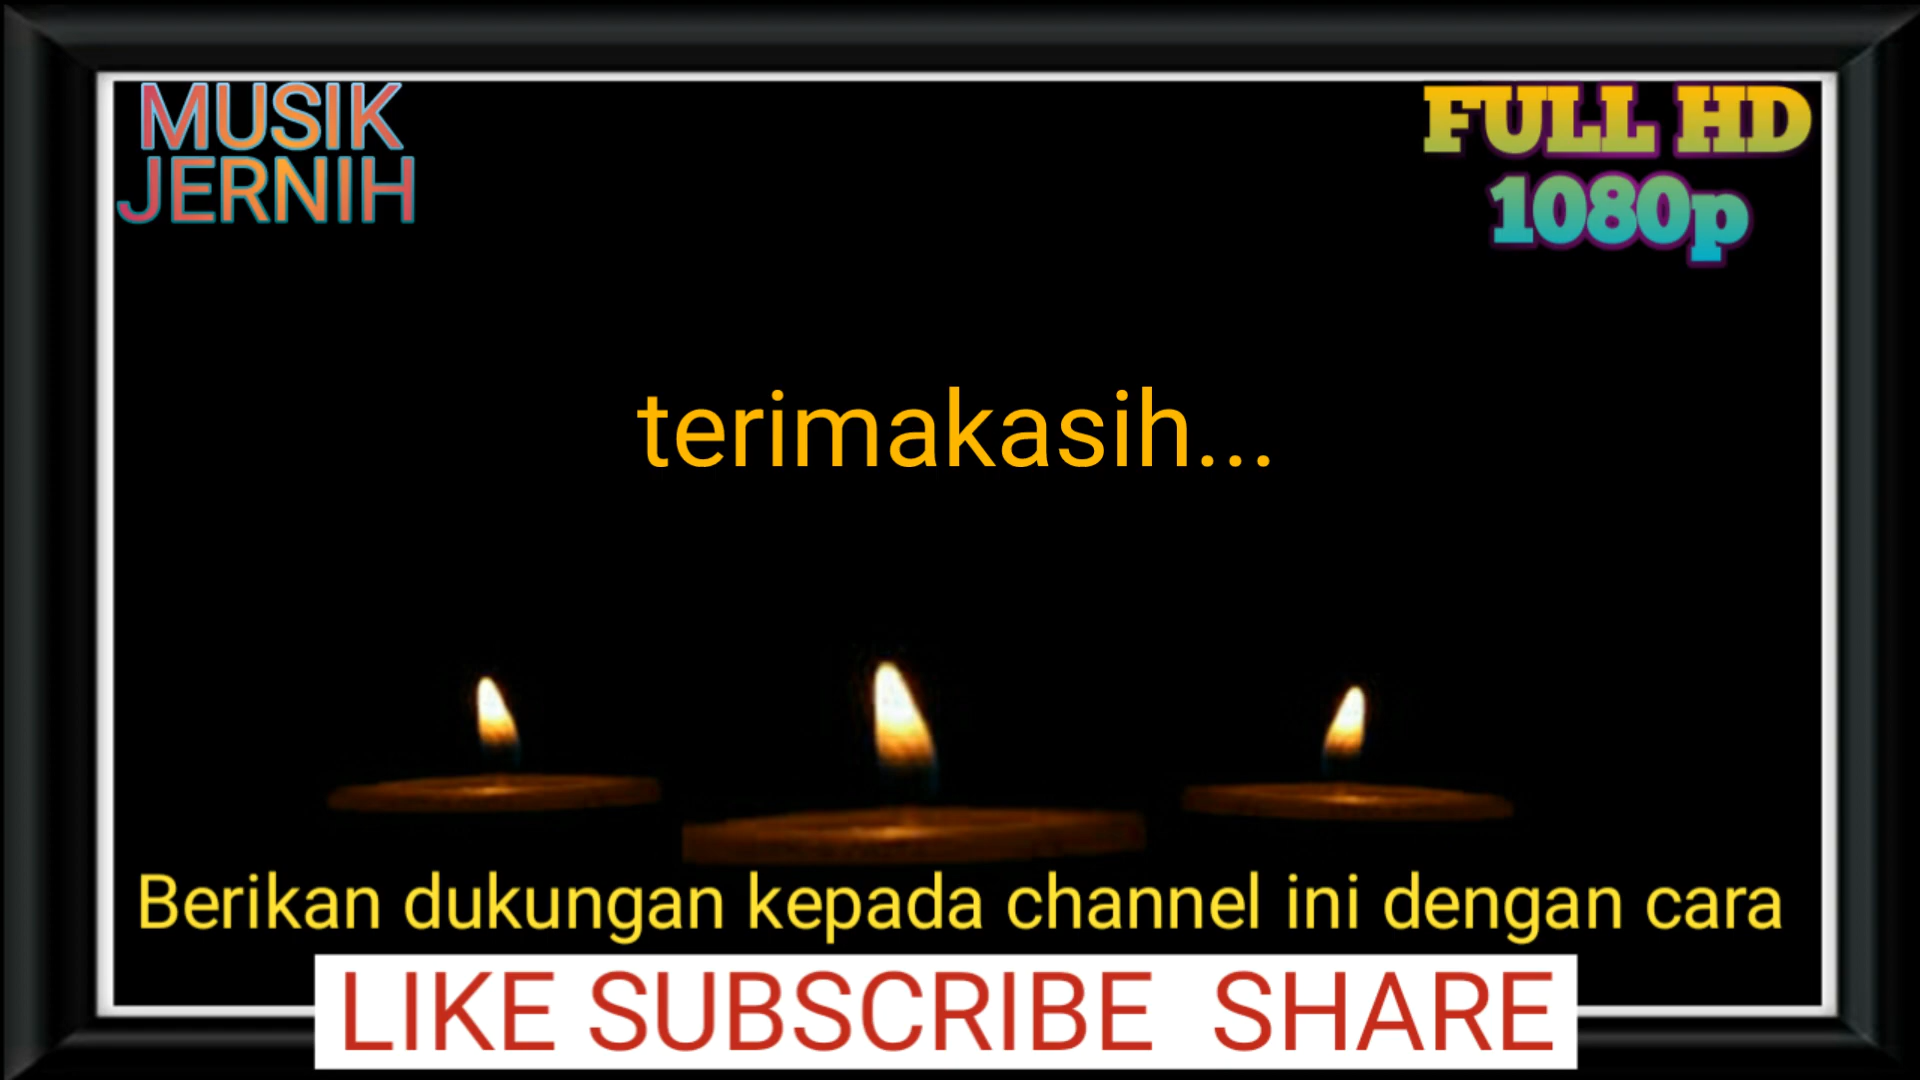 MUSIK
JERNIH
FULL HD
1080p
terimakasih...
Berikan dukungan kepada channel ini dengan cara
LIKE SUBSCRIBE  SHARE